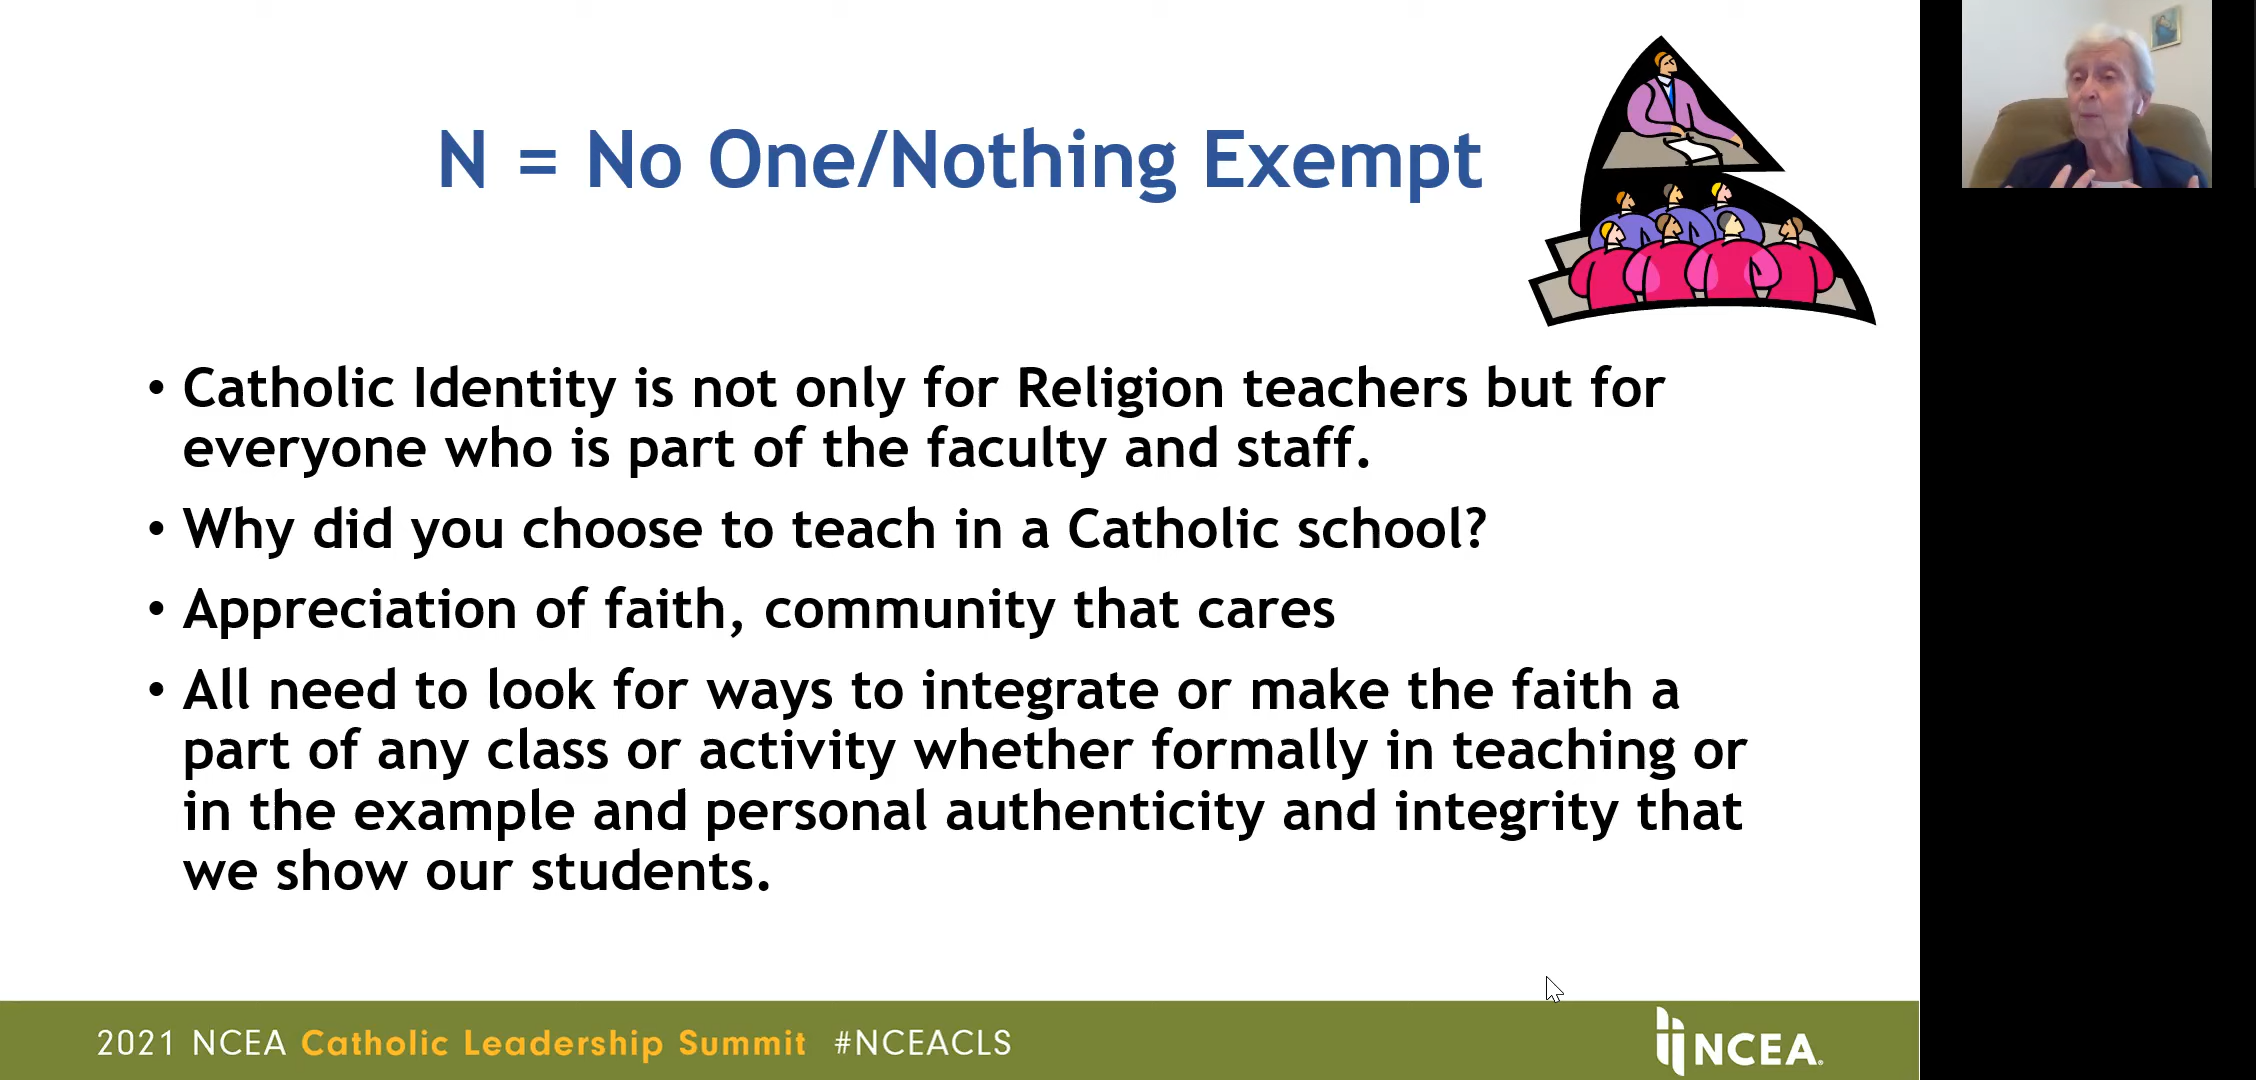 N = No One/Nothing Exempt
• Catholic Identity is not only for Religion teachers but for
everyone who is part of the faculty and staff.
• Why did you choose to teach in a Catholic school?
• Appreciation of faith, community that cares
• All need to look for ways to integrate or make the faith a
part of any class or activity whether formally in teaching or
in the example and personal authenticity and integrity that
we show our students.
2021 NCEA Catholic Leadership Summit #NCEACLS
NCEA